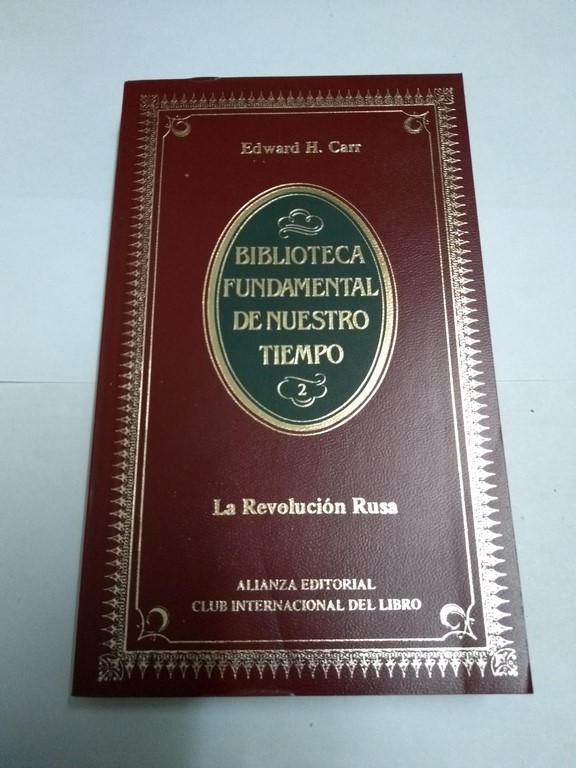 Edward H. Carr
BIBLIOTECA
FUNDAMENTAL
DE NUESTRO
TIEMPO
2
La Revolución Rusa
ALIANZA EDITORIAL
CLUB INTERNACIONAL DEL LIBRO